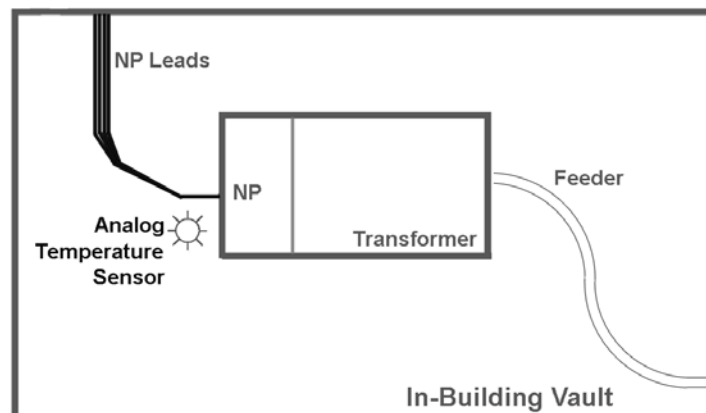 NP Leads
NP
Feeder
Analog
Temperature
Sensor
Transformer
In-Building Vault